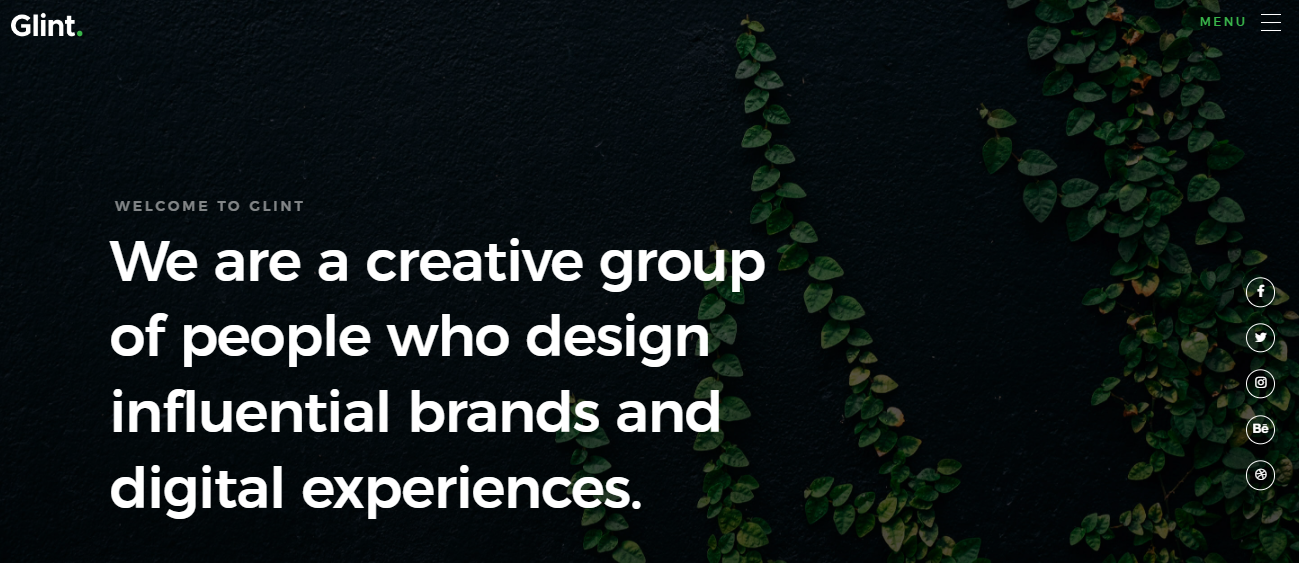 Glint.
MENU
WELCOME TO GLINT
We are a creative group
of people who design
influential brands and
digital experiences.
Bē